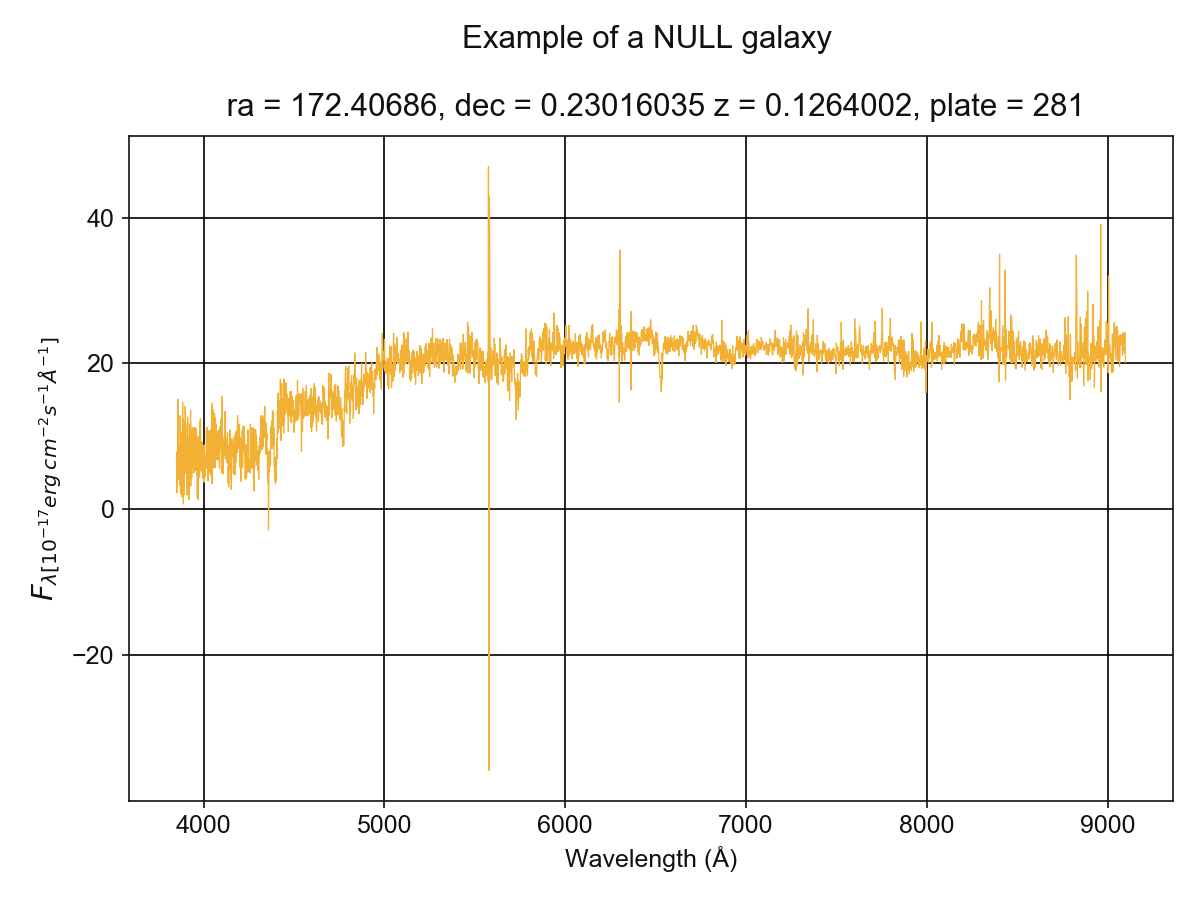 Example of a NULL galaxy
ra = 172.40686, dec = 0.23016035 z = 0.1264002, plate = 281
40
20
0
−20
F_{λ[10^{−17} erg cm^{−2} s^{−1} Å^{−1}]}
4000 5000 6000 7000 8000 9000
Wavelength (Å)